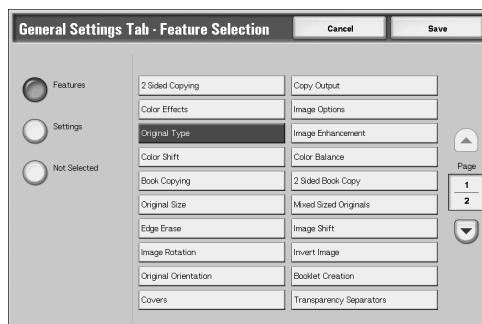 General Settings Tab - Feature Selection
Cancel
Save
Features
Settings
Not Selected
2 Sided Copying
Color Effects
Original Type
Color Shift
Book Copying
Original Size
Edge Erase
Image Rotation
Original Orientation
Covers
Copy Output
Image Options
Image Enhancement
Color Balance
2 Sided Book Copy
Mixed Sized Originals
Image Shift
Invert Image
Booklet Creation
Transparency Separators
Page
1
2